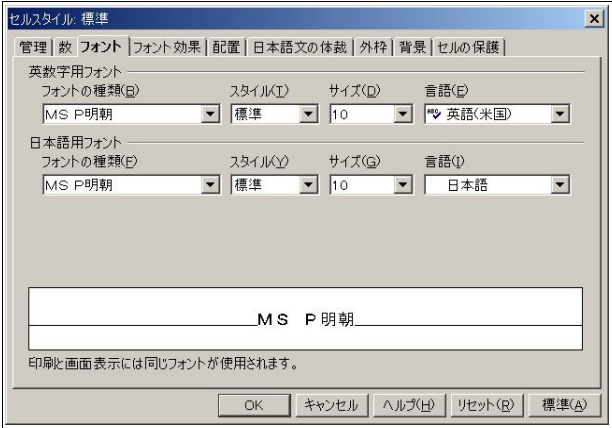 セルスタイル: 標準
管理 数 フォント フォント効果 配置 日本語文の体裁 外枠 背景 セルの保護
英数字用フォント
フォントの種類(B) スタイル(T) サイズ(D) 言語(E)
MS P明朝 標準 10 英語(米国)
日本語用フォント
フォントの種類(F) スタイル(Y) サイズ(G) 言語(I)
MS P明朝 標準 10 日本語
MS P明朝
印刷と画面表示には同じフォントが使用されます。
OK キャンセル ヘルプ(H) リセット(R) 標準(A)